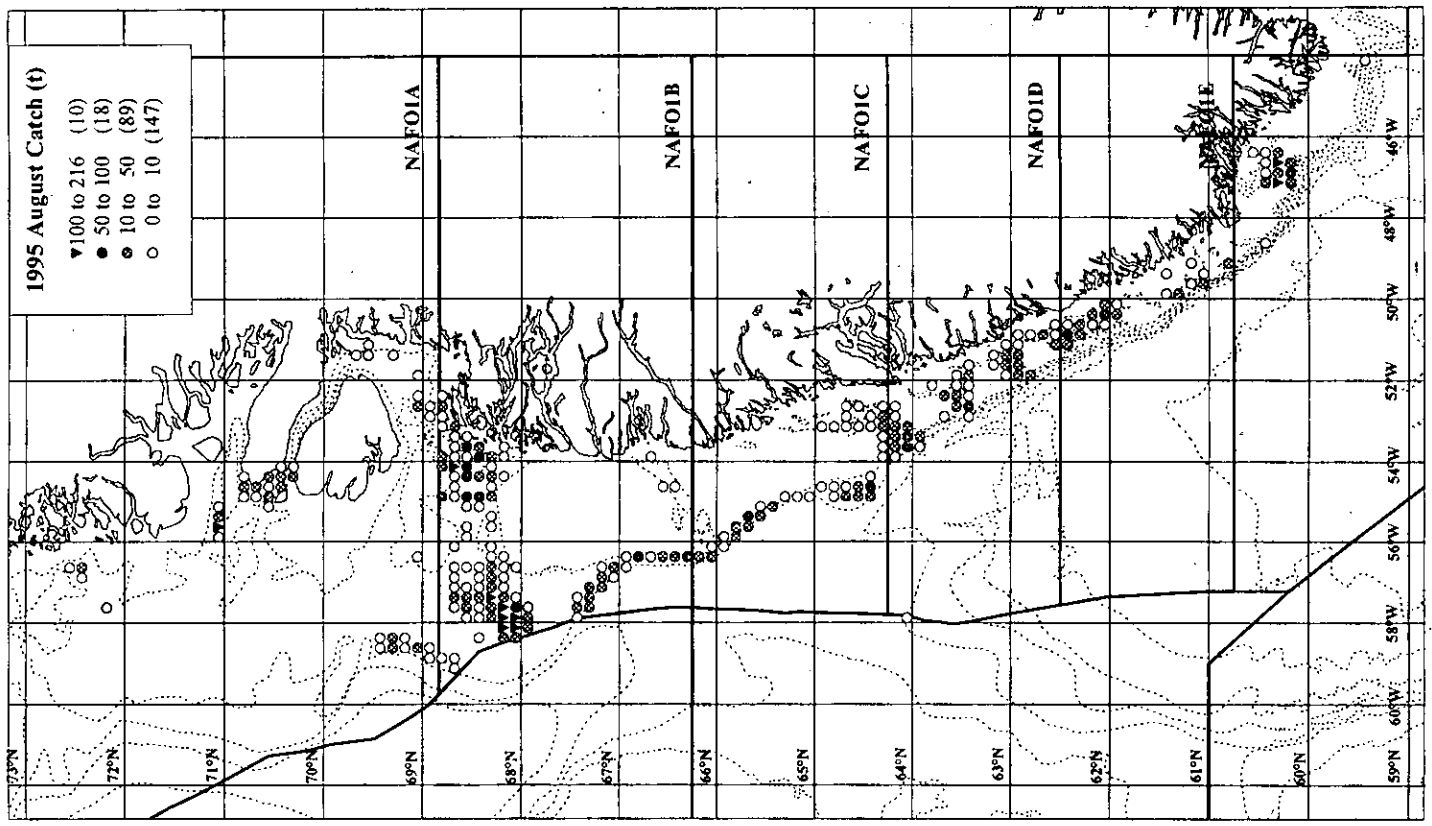 1995 August Catch (t)
▼100 to 216 (10)
50 to 100 (18)
10 to 50 (89)
0 to 10 (147)
NAFO1A
NAFO1B
NAFO1C
NAFO1D
NAFO1E
73°N
72°N
71°N
70°N
69°N
68°N
67°N
66°N
65°N
64°N
63°N
62°N
61°N
60°N
59°N
46°W
48°W
50°W
52°W
54°W
56°W
58°W
60°W